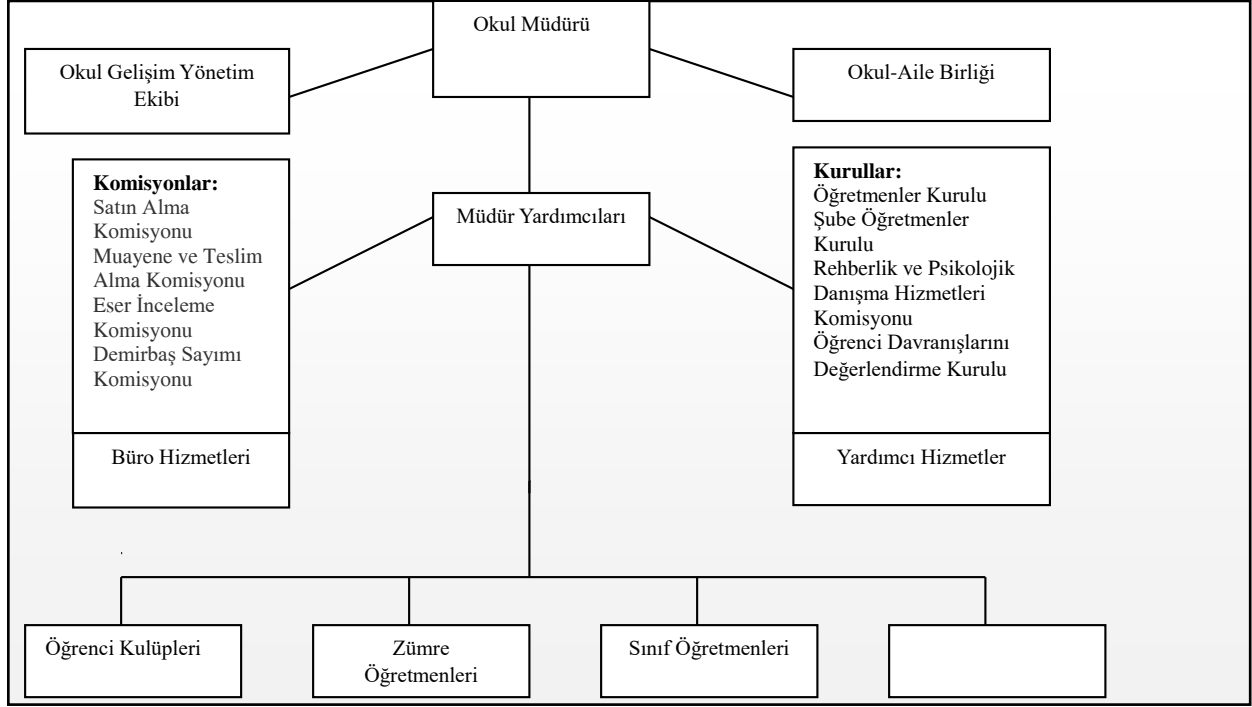 Okul Müdürü
Okul Gelişim Yönetim
Ekibi
Okul-Aile Birliği
Komisyonlar:
Satın Alma
Komisyonu
Muayene ve Teslim
Alma Komisyonu
Eser İnceleme
Komisyonu
Demirbaş Sayımı
Komisyonu
Müdür Yardımcıları
Kurullar:
Öğretmenler Kurulu
Şube Öğretmenler
Kurulu
Rehberlik ve Psikolojik
Danışma Hizmetleri
Komisyonu
Öğrenci Davranışlarını
Değerlendirme Kurulu
Büro Hizmetleri
Yardımcı Hizmetler
Öğrenci Kulüpleri
Zümre
Öğretmenleri
Sınıf Öğretmenleri